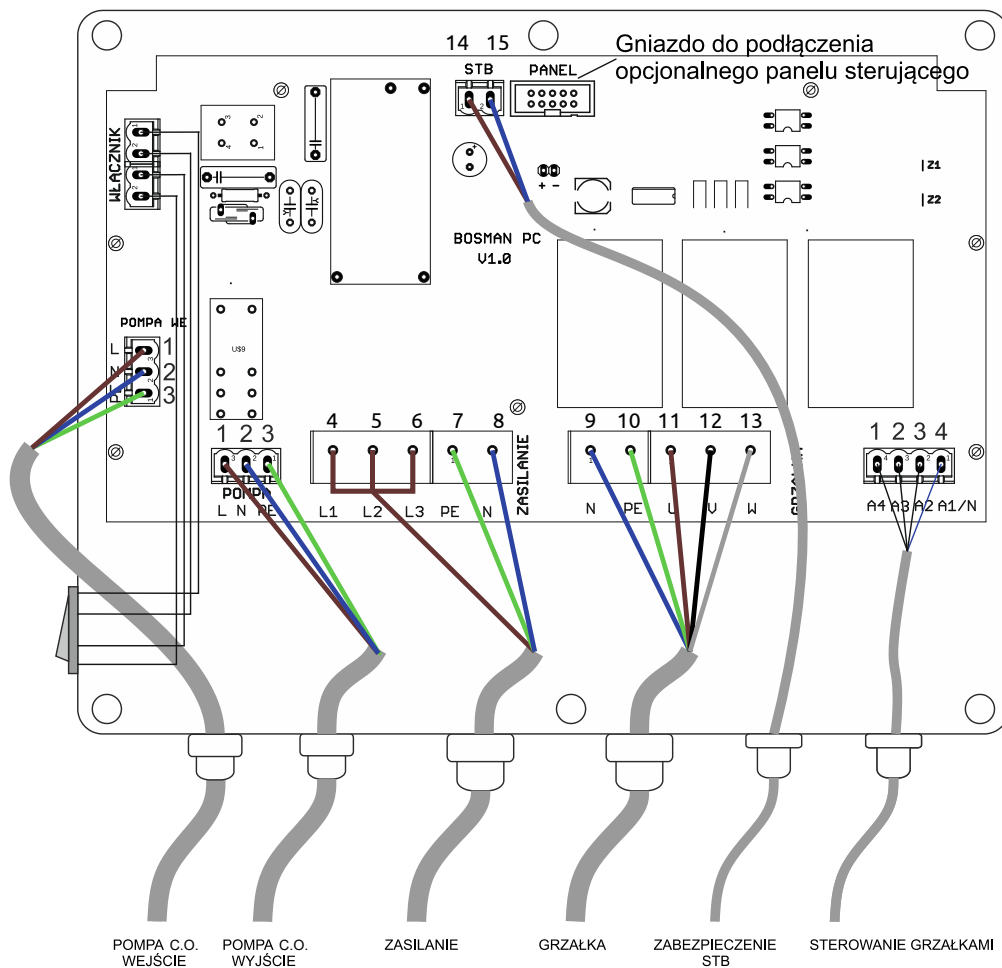 14 15
Gniazdo do podłączenia
opcjonalnego panelu sterującego
STB
PANEL
WŁĄCZNIK
Z1
Z2
+ -
BOSMAN PC
V1.0
POMPA WE
L 1
N 2
PE 3
U$9
1 2 3
POMPA
L N PE
4 5 6 7 8
L1 L2 L3 PE N
ZASILANIE
9 10 11 12 13
N PE U V W
GRZAŁKA
1 2 3 4
A4 A3 A2 A1/N
POMPA C.O.
WEJŚCIE
POMPA C.O.
WYJŚCIE
ZASILANIE
GRZAŁKA
ZABEZPIECZENIE
STB
STEROWANIE GRZAŁKAMI